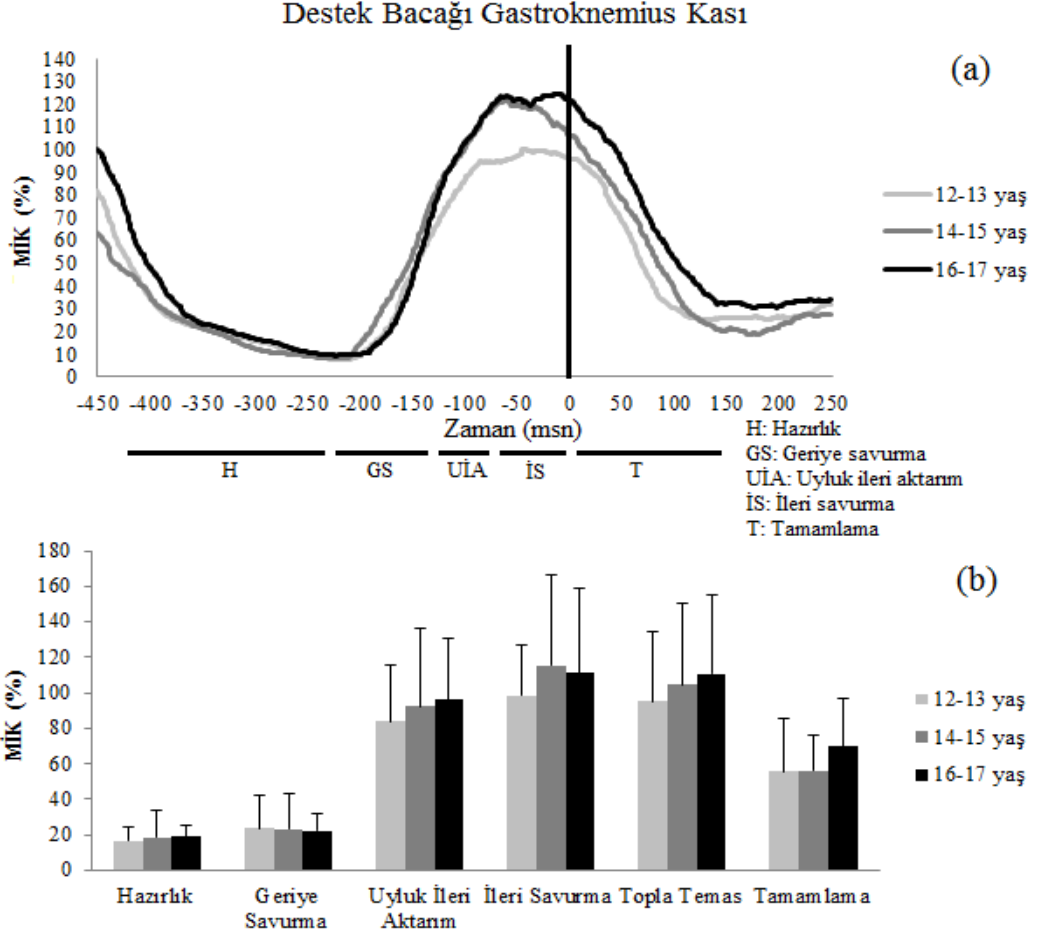 Destek Bacağı Gastroknemius Kası
(a)
MİK (%)
140
130
120
110
100
90
80
70
60
50
40
30
20
10
0
-450 -400 -350 -300 -250 -200 -150 -100 -50 0 50 100 150 200 250
Zaman (msn)
12-13 yaş
14-15 yaş
16-17 yaş
H GS UİA İS T
H: Hazırlık
GS: Geriye savurma
UİA: Uyluk ileri aktarım
İS: İleri savurma
T: Tamamlama
(b)
MİK (%)
180
160
140
120
100
80
60
40
20
0
Hazırlık Geriye Savurma Uyluk İleri Aktarım İleri Savurma Topla Temas Tamamlama
12-13 yaş
14-15 yaş
16-17 yaş